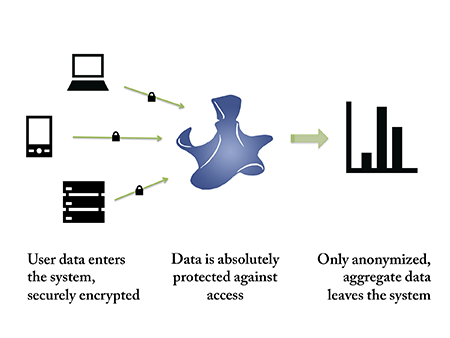 User data enters
the system,
securely encrypted
Data is absolutely
protected against
access
Only anonymized,
aggregate data
leaves the system